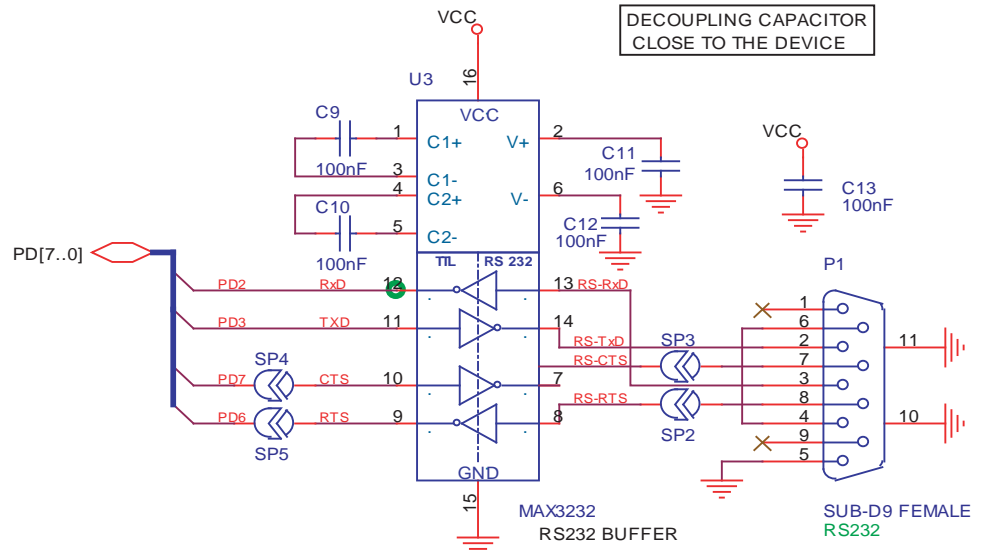 VCC
DECOUPLING CAPACITOR
CLOSE TO THE DEVICE
16
U3
VCC
C9
100nF
1
3
4
5
C1+
C1-
C2+
C2-
V+
V-
2
6
C10
100nF
C11
100nF
C12
100nF
VCC
C13
100nF
PD[7..0]
TTL
RS 232
PD2
RxD
12
13
RS-RxD
PD3
TXD
11
14
RS-TxD
SP4
PD7
CTS
10
7
RS-CTS
SP3
PD6
RTS
9
8
RS-RTS
SP5
SP2
GND
15
MAX3232
RS232 BUFFER
P1
1
6
2
7
3
8
4
9
5
11
10
SUB-D9 FEMALE
RS232